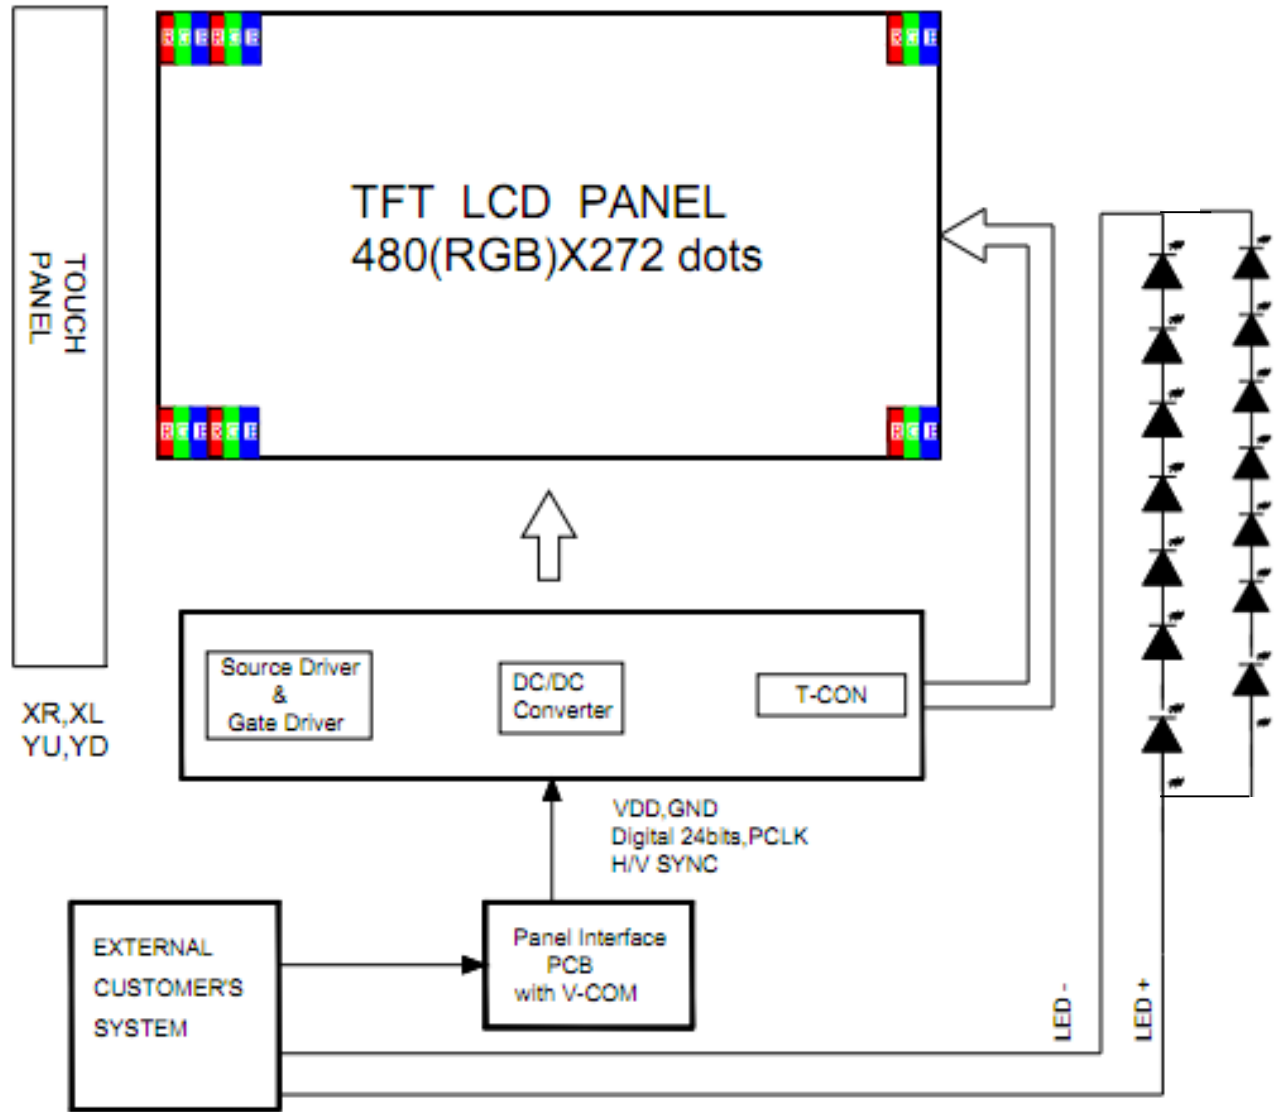 R G B R G B
R G B
TFT LCD PANEL
480(RGB)X272 dots
TOUCH
PANEL
R G B R G B
R G B
XR,XL
YU,YD
Source Driver
&
Gate Driver
DC/DC
Converter
T-CON
VDD,GND
Digital 24bits,PCLK
H/V SYNC
EXTERNAL
CUSTOMER'S
SYSTEM
Panel Interface
PCB
with V-COM
LED -
LED +